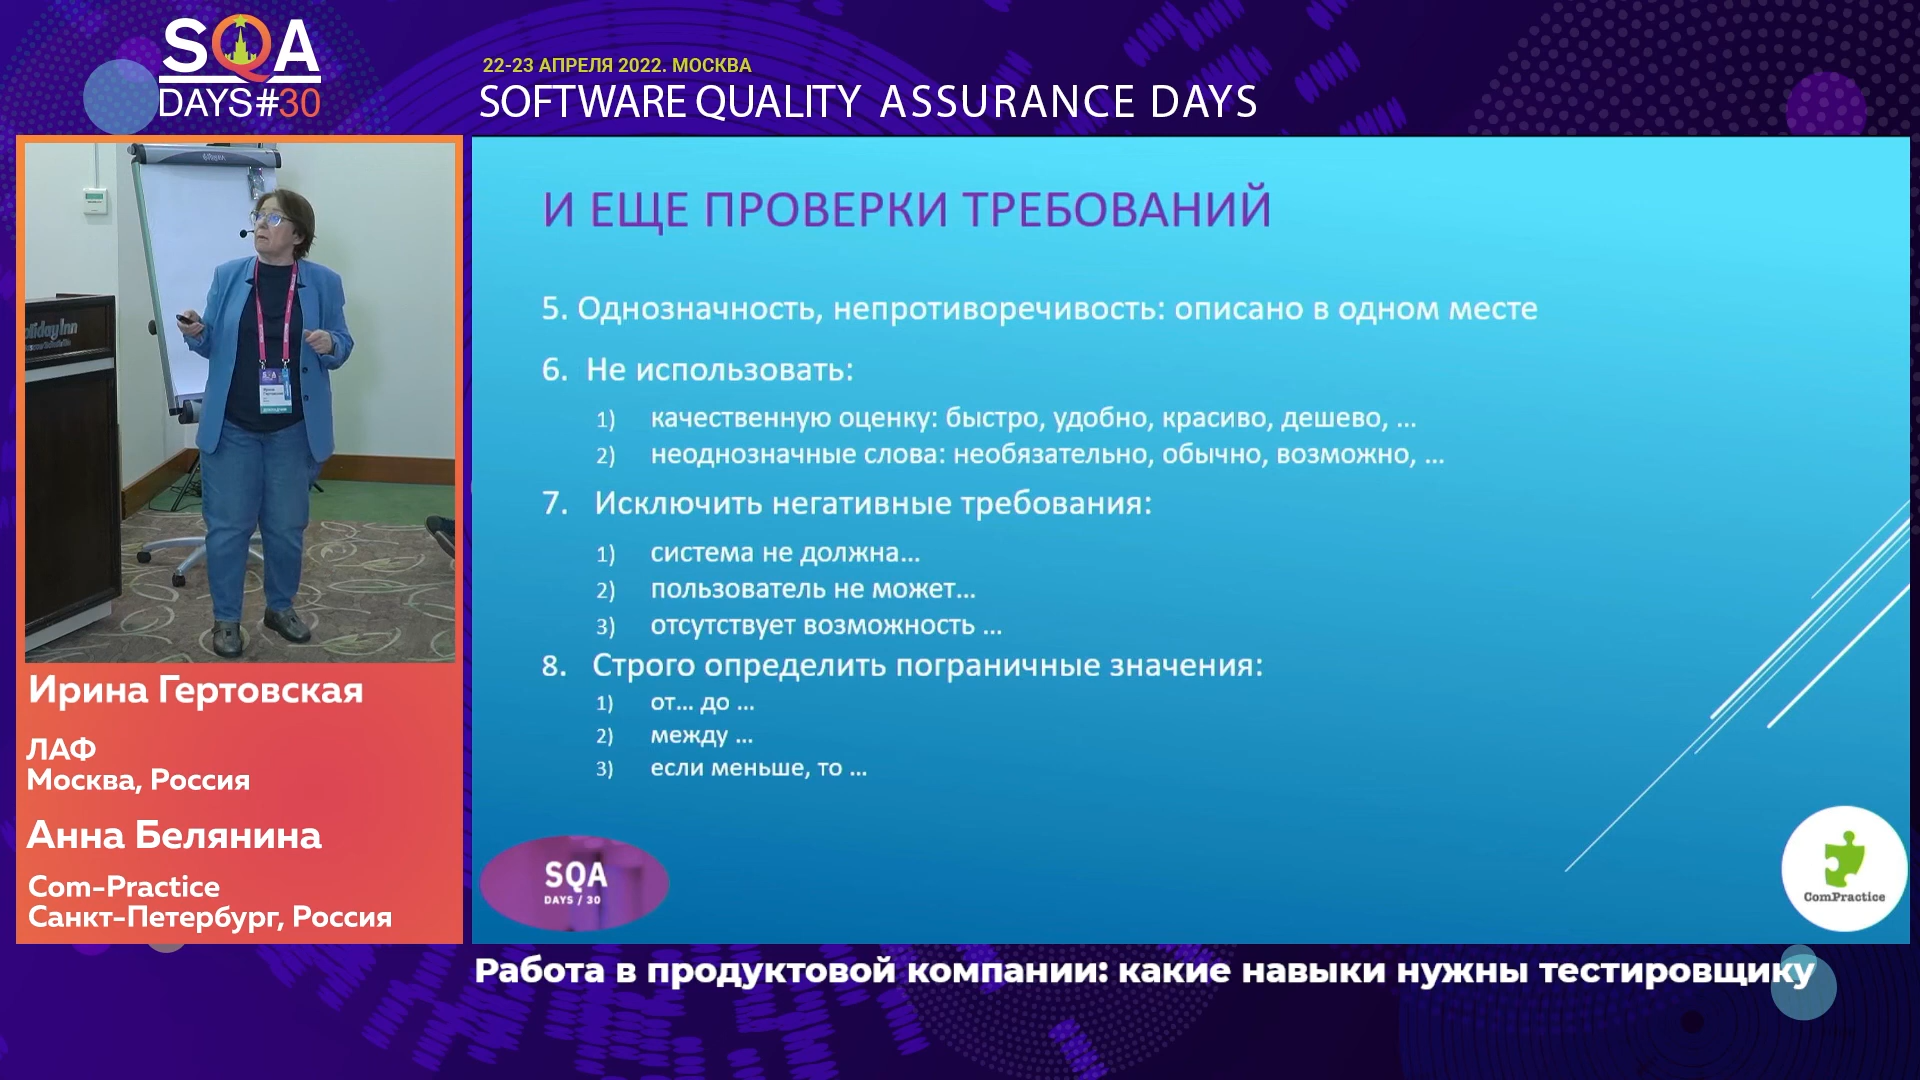 SQA
DAYS#30
22-23 АПРЕЛЯ 2022. МОСКВА
SOFTWARE QUALITY ASSURANCE DAYS
И ЕЩЕ ПРОВЕРКИ ТРЕБОВАНИЙ
5. Однозначность, непротиворечивость: описано в одном месте
6. Не использовать:
1) качественную оценку: быстро, удобно, красиво, дешево, ...
2) неоднозначные слова: необязательно, обычно, возможно, ...
7. Исключить негативные требования:
1) система не должна...
2) пользователь не может...
3) отсутствует возможность ...
8. Строго определить пограничные значения:
1) от... до ...
2) между ...
3) если меньше, то ...
SQA
DAYS / 30
ComPractice
Holiday Inn
Ирина Гертовская
ЛАФ
Москва, Россия
Анна Белянина
Com-Practice
Санкт-Петербург, Россия
Работа в продуктовой компании: какие навыки нужны тестировщику